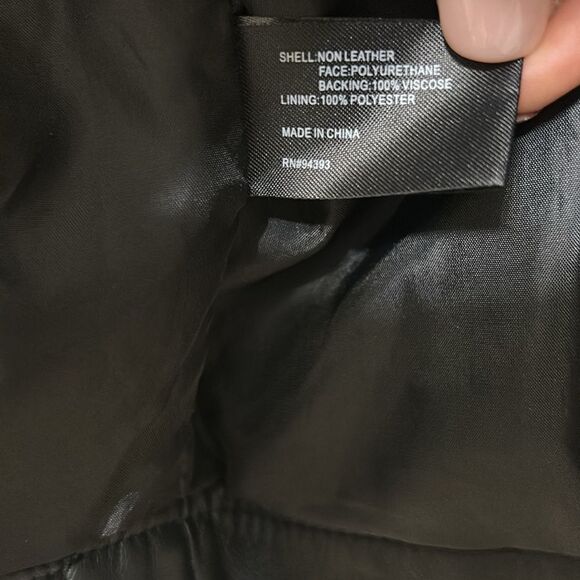 SHELL:NON LEATHER
FACE:POLYURETHANE
BACKING:100% VISCOSE
LINING:100% POLYESTER
MADE IN CHINA
RN#94393